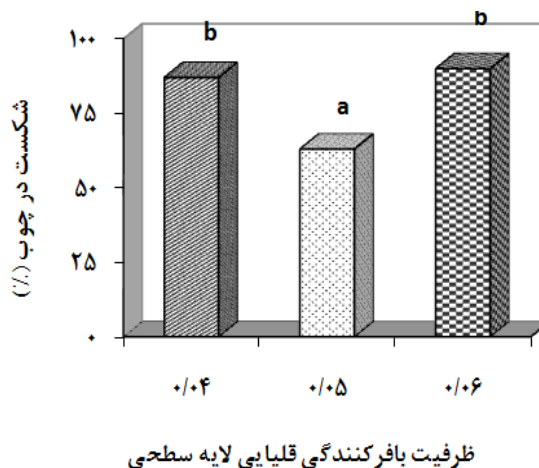 شکست در چوب (٪)
۱۰۰
۷۵
۵۰
۲۵
۰
b
a
b
۰/۰۴
۰/۰۵
۰/۰۶
ظرفیت بافرکنندگی قلیایی لایه سطحی